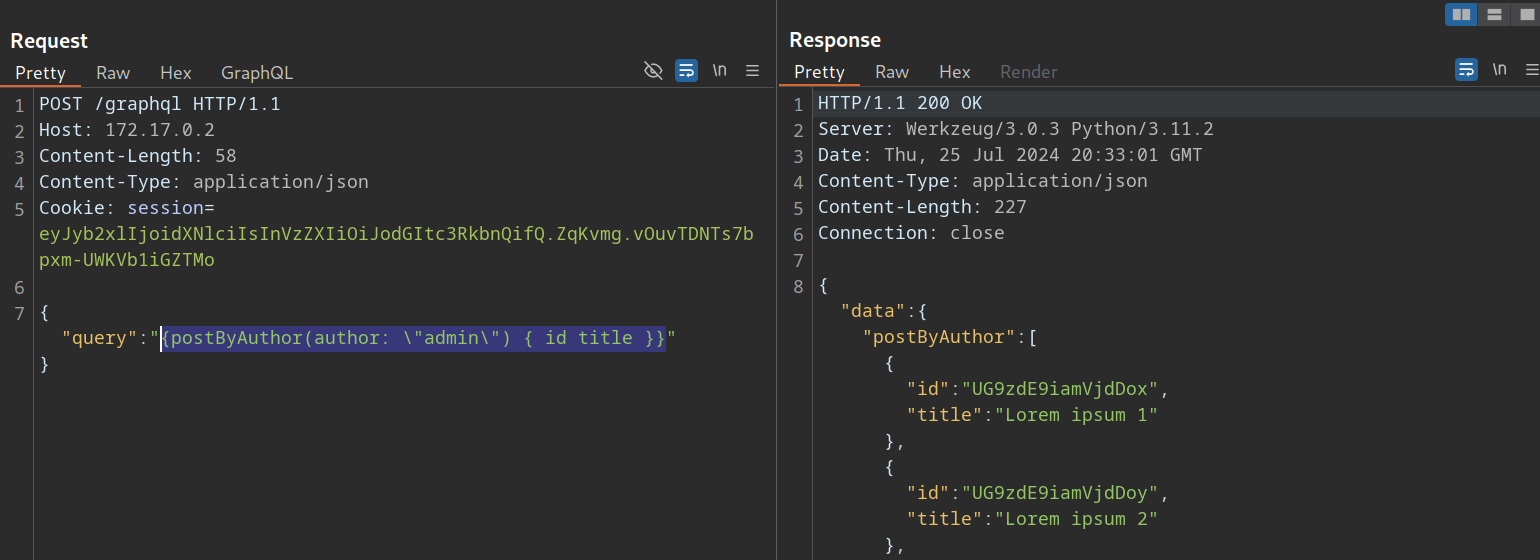 Request
Pretty Raw Hex GraphQL \n
1 POST /graphql HTTP/1.1
2 Host: 172.17.0.2
3 Content-Length: 58
4 Content-Type: application/json
5 Cookie: session=
eyJyb2xlIjoidXNlciIsInVzZXIiOiJodGItc3RkbnQifQ.ZqKvmg.vOuvTDNTs7b
pxm-UWKVb1iGZTMo
6
7 {
"query":"{postByAuthor(author: \"admin\") { id title }}"
}
Response
Pretty Raw Hex Render \n
1 HTTP/1.1 200 OK
2 Server: Werkzeug/3.0.3 Python/3.11.2
3 Date: Thu, 25 Jul 2024 20:33:01 GMT
4 Content-Type: application/json
5 Content-Length: 227
6 Connection: close
7
8 {
"data":{
"postByAuthor":[
{
"id":"UG9zdE9iamVjdDox",
"title":"Lorem ipsum 1"
},
{
"id":"UG9zdE9iamVjdDoy",
"title":"Lorem ipsum 2"
},